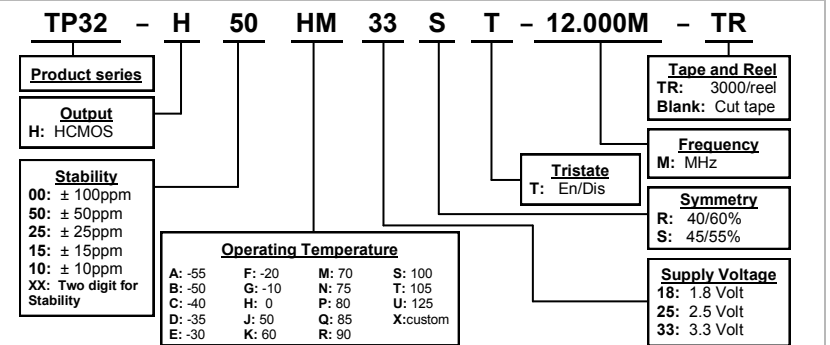 TP32 – H 50 HM 33 S T – 12.000M – TR
Product series
Output
H: HCMOS
Stability
00: ± 100ppm
50: ± 50ppm
25: ± 25ppm
15: ± 15ppm
10: ± 10ppm
XX: Two digit for
Stability
Operating Temperature
A: -55 F: -20 M: 70 S: 100
B: -50 G: -10 N: 75 T: 105
C: -40 H: 0 P: 80 U: 125
D: -35 J: 50 Q: 85 X:custom
E: -30 K: 60 R: 90
Tristate
T: En/Dis
Tape and Reel
TR: 3000/reel
Blank: Cut tape
Frequency
M: MHz
Symmetry
R: 40/60%
S: 45/55%
Supply Voltage
18: 1.8 Volt
25: 2.5 Volt
33: 3.3 Volt